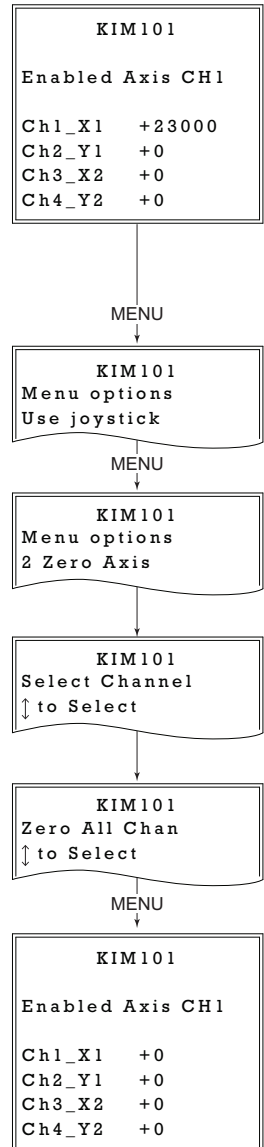 KIM101
Enabled Axis CH1
Ch1_X1 +23000
Ch2_Y1 +0
Ch3_X2 +0
Ch4_Y2 +0
MENU
KIM101
Menu options
Use joystick
MENU
KIM101
Menu options
2 Zero Axis
KIM101
Select Channel
↕ to Select
KIM101
Zero All Chan
↕ to Select
MENU
KIM101
Enabled Axis CH1
Ch1_X1 +0
Ch2_Y1 +0
Ch3_X2 +0
Ch4_Y2 +0